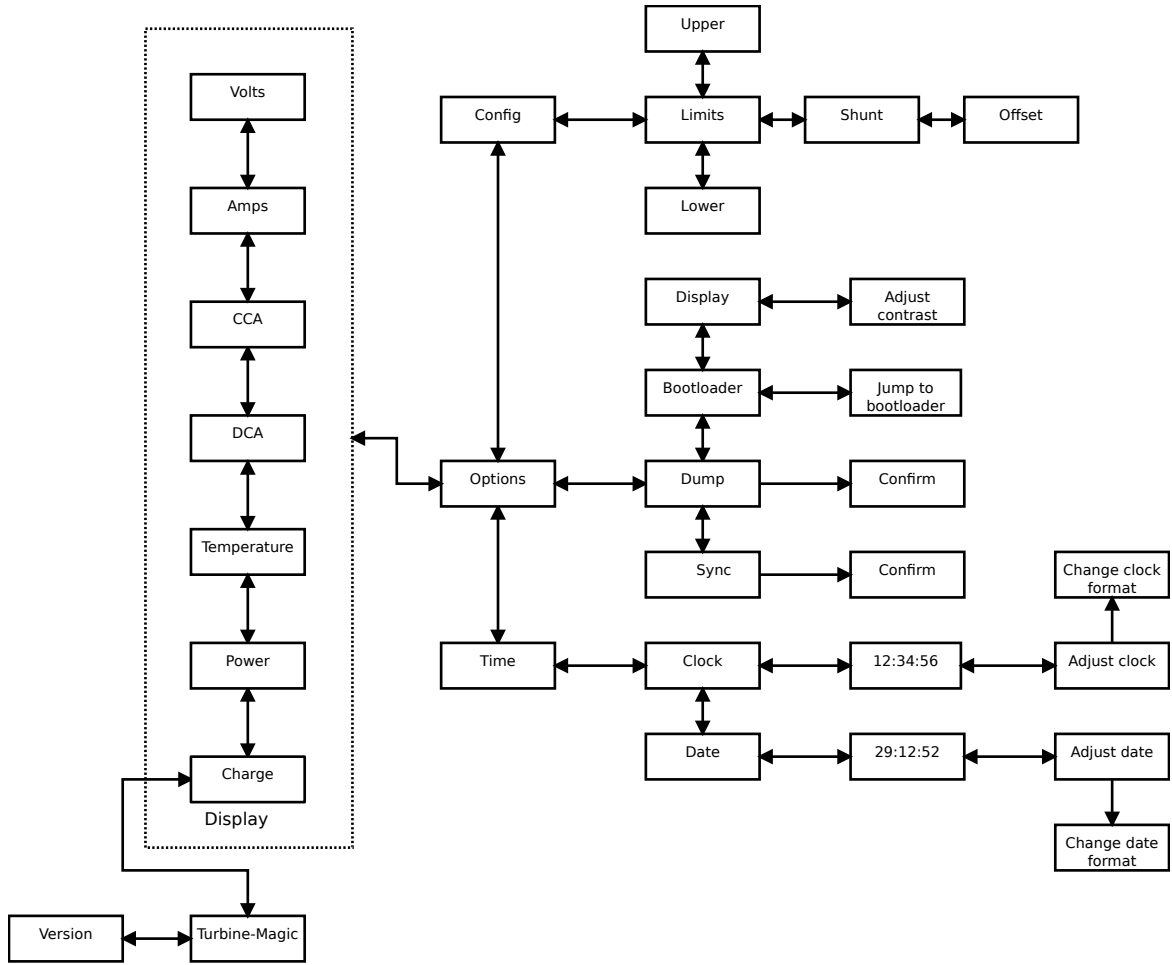 Upper
Volts
Config
Limits
Shunt
Offset
Amps
Lower
CCA
Display
Adjust
contrast
Bootloader
Jump to
bootloader
DCA
Options
Dump
Confirm
Temperature
Sync
Confirm
Change clock
format
Power
Time
Clock
12:34:56
Adjust clock
Charge
Date
29:12:52
Adjust date
Display
Change date
format
Version
Turbine-Magic